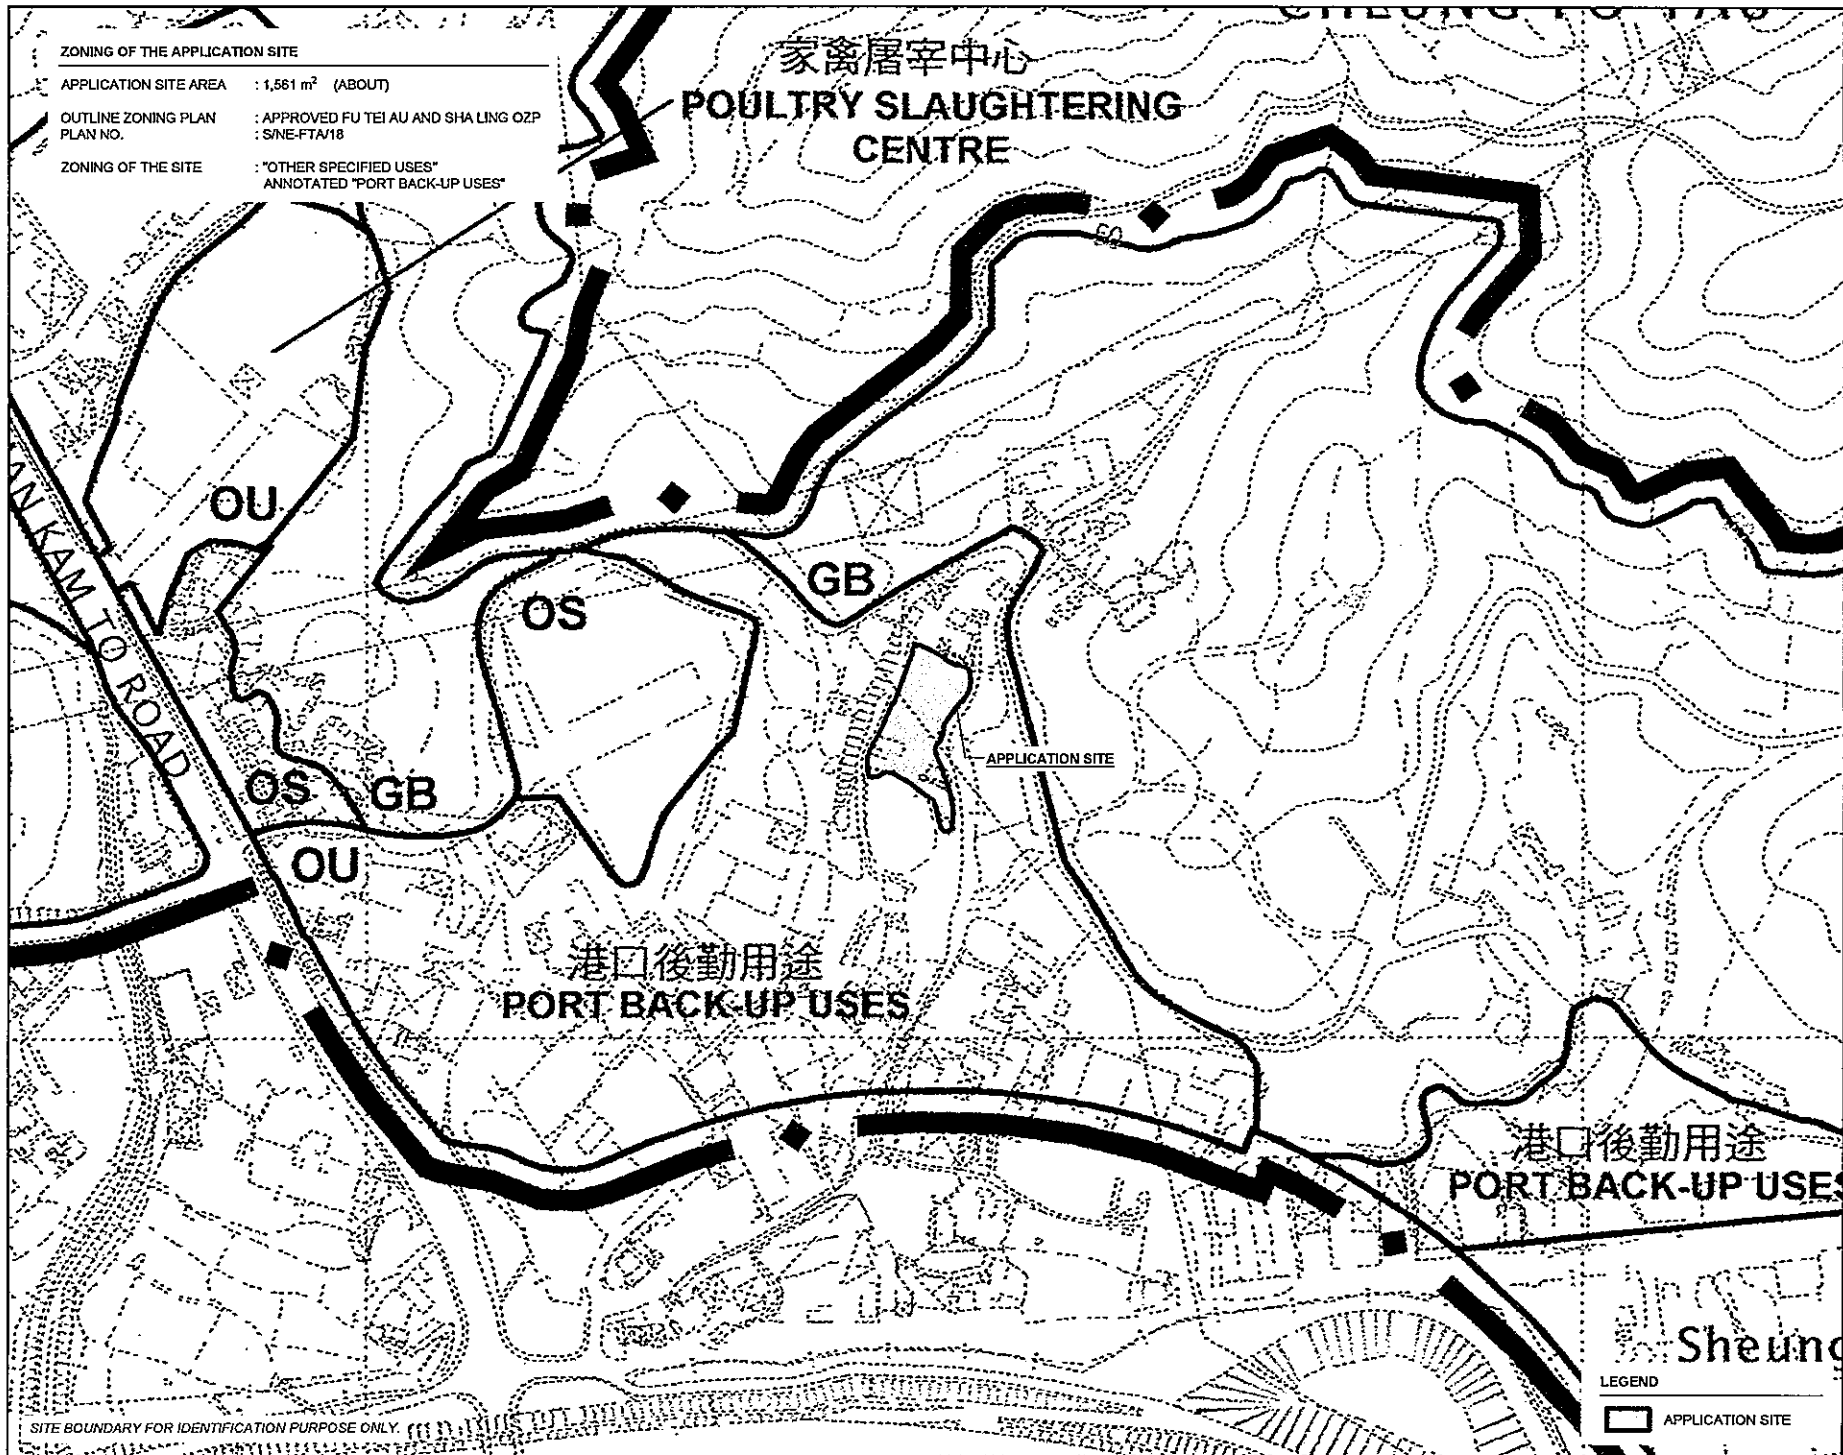 ZONING OF THE APPLICATION SITE
APPLICATION SITE AREA : 1,561 m² (ABOUT)
OUTLINE ZONING PLAN : APPROVED FU TEI AU AND SHA LING OZP
PLAN NO. : S/NE-FTA/18
ZONING OF THE SITE : "OTHER SPECIFIED USES"
ANNOTATED "PORT BACK-UP USES"
家禽屠宰中心
POULTRY SLAUGHTERING
CENTRE
OU
GB
OS
AN KAM TO ROAD
APPLICATION SITE
OS
GB
OU
港口後勤用途
PORT BACK-UP USES
港口後勤用途
PORT BACK-UP USES
Sheung
LEGEND
APPLICATION SITE
SITE BOUNDARY FOR IDENTIFICATION PURPOSE ONLY.